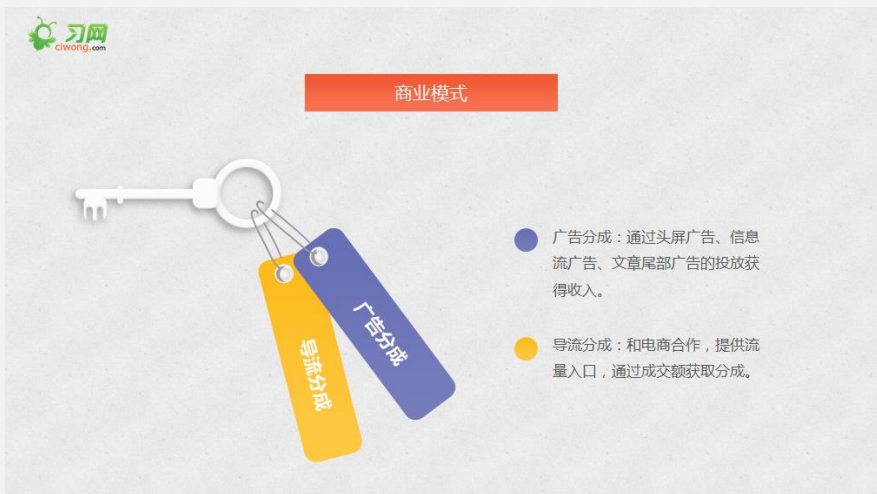 习网
ciwong.com
商业模式
广告分成：通过头屏广告、信息
流广告、文章尾部广告的投放获
得收入。
导流分成：和电商合作，提供流
量入口，通过成交额获取分成。
广告分成
导流分成